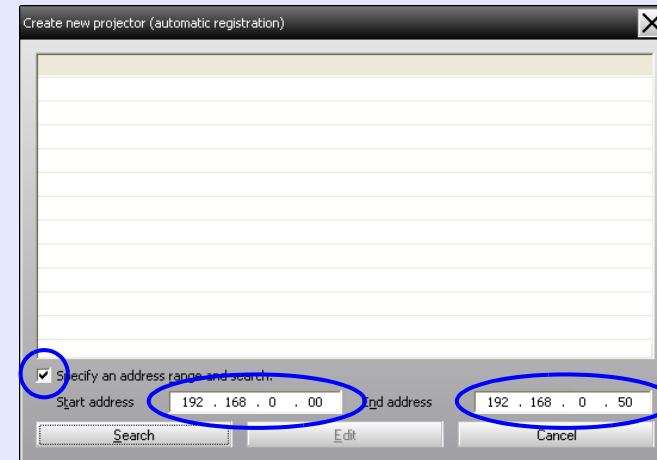 Create new projector (automatic registration)
Specify an address range and search.
Start address 192 . 168 . 0 . 00 End address 192 . 168 . 0 . 50
Search Edit Cancel